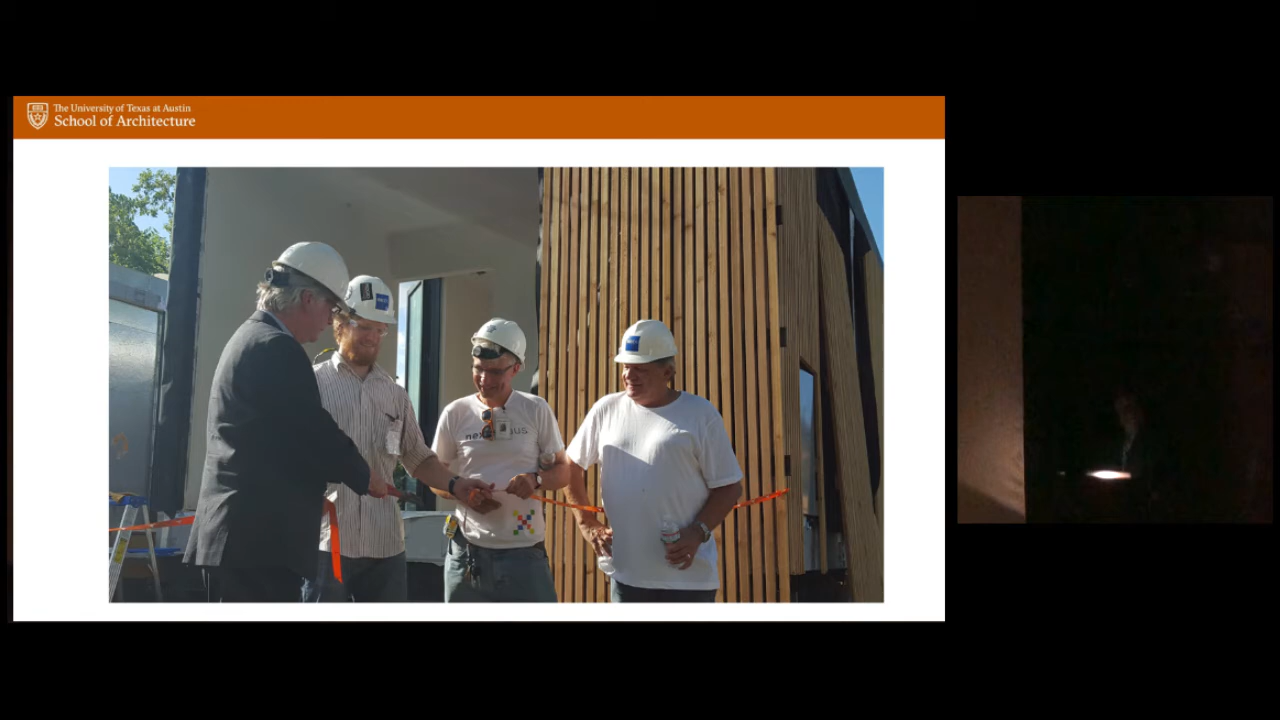 The University of Texas at Austin
School of Architecture